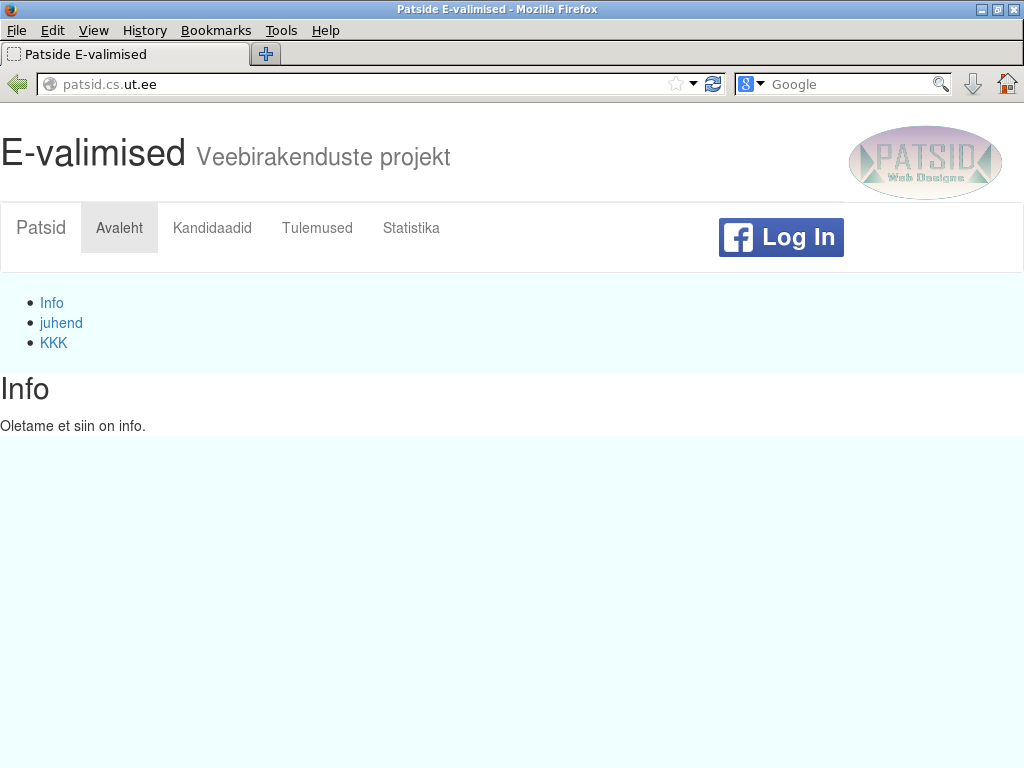 Patside E-valimised - Mozilla Firefox
File Edit View History Bookmarks Tools Help
Patside E-valimised
patsid.cs.ut.ee
8 Google
E-valimised Veebirakenduste projekt
PATSID
Web Designs
Patsid Avaleht Kandidaadid Tulemused Statistika
f Log In
Info
juhend
KKK
Info
Oletame et siin on info.